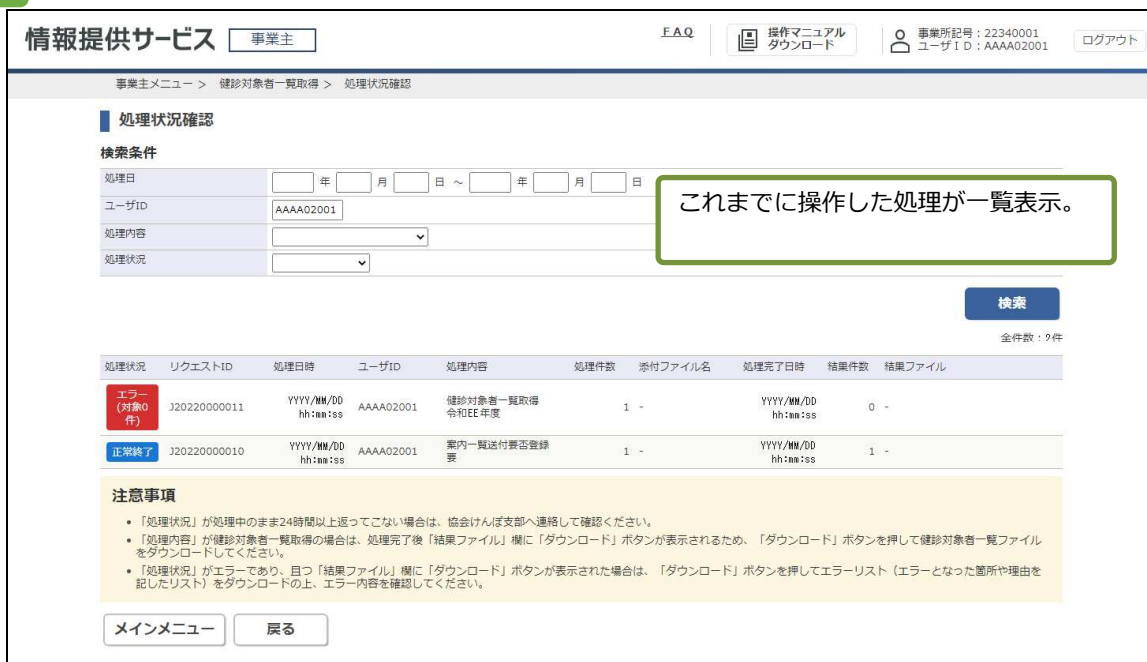 情報提供サービス 事業主 FAQ 操作マニュアルダウンロード 事業所記号:22340001 ログアウト
ユーザID:AAAA02001
事業主メニュー > 健診対象者一覧取得 > 処理状況確認
処理状況確認
検索条件
処理日 年 月 日 ~ 年 月 日
ユーザID AAAA02001
処理内容
処理状況
これまでに操作した処理が一覧表示。
検索
全件数:2件
処理状況 リクエストID 処理日時 ユーザID 処理内容 処理件数 添付ファイル名 処理完了日時 結果件数 結果ファイル
エラー(対象0件) J20220000011 YYYY/MM/DD hh:mm:ss AAAA02001 健診対象者一覧取得 令和EE年度 1 - YYYY/MM/DD hh:mm:ss 0 -
正常終了 J20220000010 YYYY/MM/DD hh:mm:ss AAAA02001 案内一覧送付要否登録 要 1 - YYYY/MM/DD hh:mm:ss 1 -
注意事項
• 「処理状況」が処理中のまま24時間以上返ってこない場合は、協会けんぽ支部へ連絡して確認ください。
• 「処理内容」が健診対象者一覧取得の場合は、処理完了後「結果ファイル」欄に「ダウンロード」ボタンが表示されるため、「ダウンロード」ボタンを押して健診対象者一覧ファイル
をダウンロードしてください。
• 「処理状況」がエラーであり、且つ「結果ファイル」欄に「ダウンロード」ボタンが表示された場合は、「ダウンロード」ボタンを押してエラーリスト(エラーとなった箇所や理由を
記したリスト)をダウンロードの上、エラー内容を確認してください。
メインメニュー 戻る